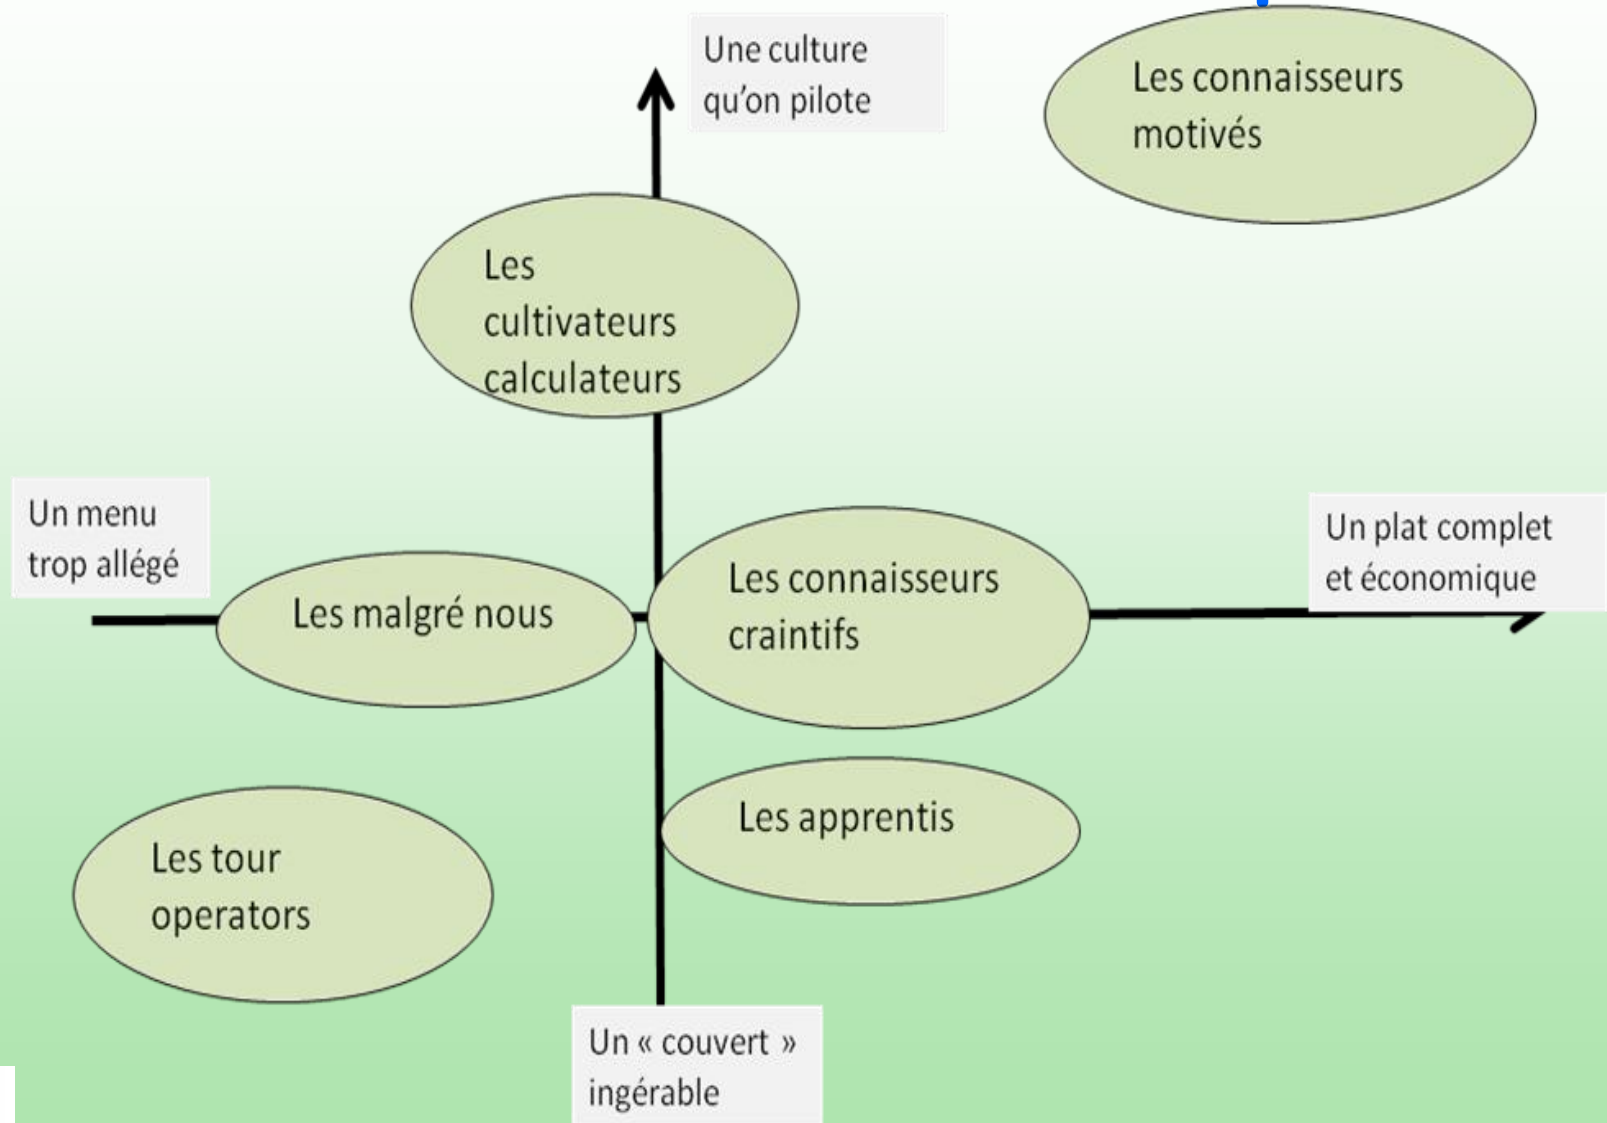 Une culture
qu’on pilote
Les connaisseurs
motivés
Les
cultivateurs
calculateurs
Un menu
trop allégé
Un plat complet
et économique
Les malgré nous
Les connaisseurs
craintifs
Les apprentis
Les tour
operators
Un « couvert »
ingérable